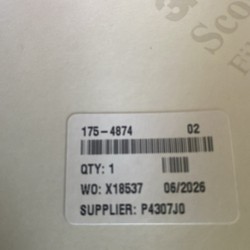 Sco
175-4874 02
QTY: 1
WO: X18537 06/2026
SUPPLIER: P4307J0